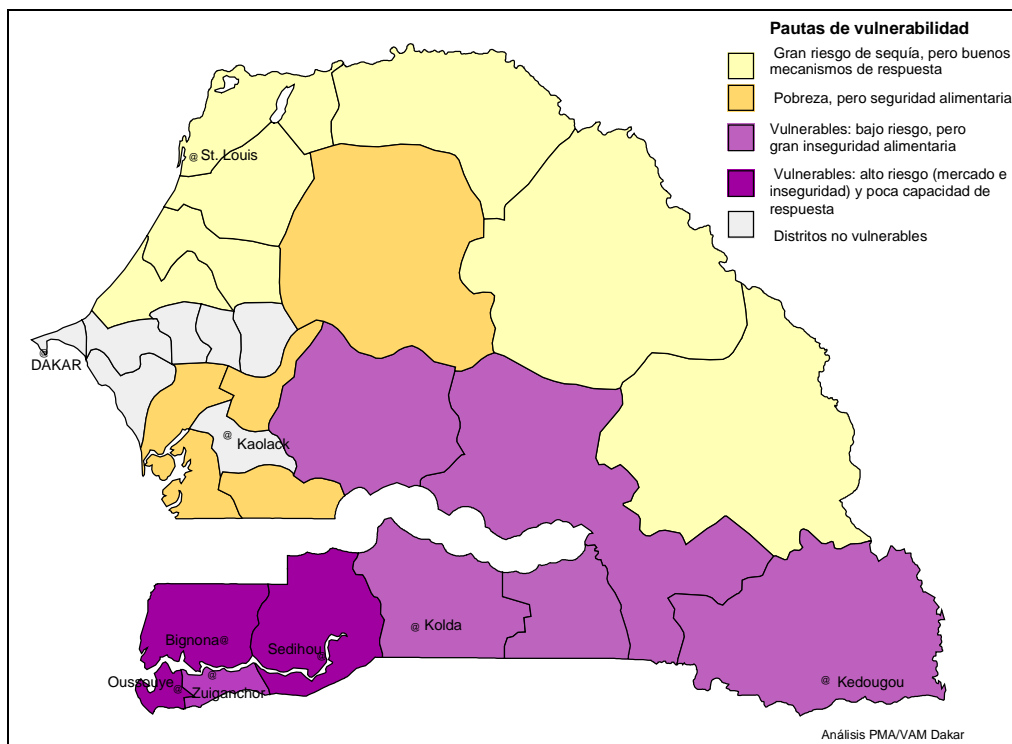 Pautas de vulnerabilidad
Gran riesgo de sequía, pero buenos
mecanismos de respuesta
Pobreza, pero seguridad alimentaria
Vulnerables: bajo riesgo, pero
gran inseguridad alimentaria
Vulnerables: alto riesgo (mercado e
inseguridad) y poca capacidad de
respuesta
Distritos no vulnerables
@ St. Louis
@
DAKAR
@ Kaolack
Bignona @
Sedihou @
@ Kolda
Oussouye @
@
Zuiganchor
@ Kedougou
Análisis PMA/VAM Dakar